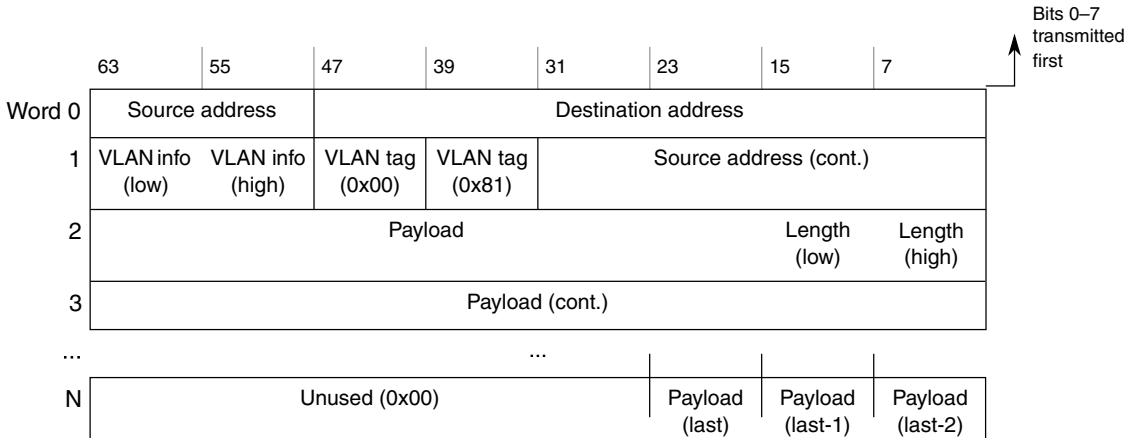 Bits 0–7
transmitted
first
63 55 47 39 31 23 15 7
Word 0 Source address Destination address
1 VLAN info VLAN info VLAN tag VLAN tag Source address (cont.)
(low) (high) (0x00) (0x81)
2 Payload Length Length
(low) (high)
3 Payload (cont.)
... ...
N Unused (0x00) Payload Payload Payload
(last) (last-1) (last-2)